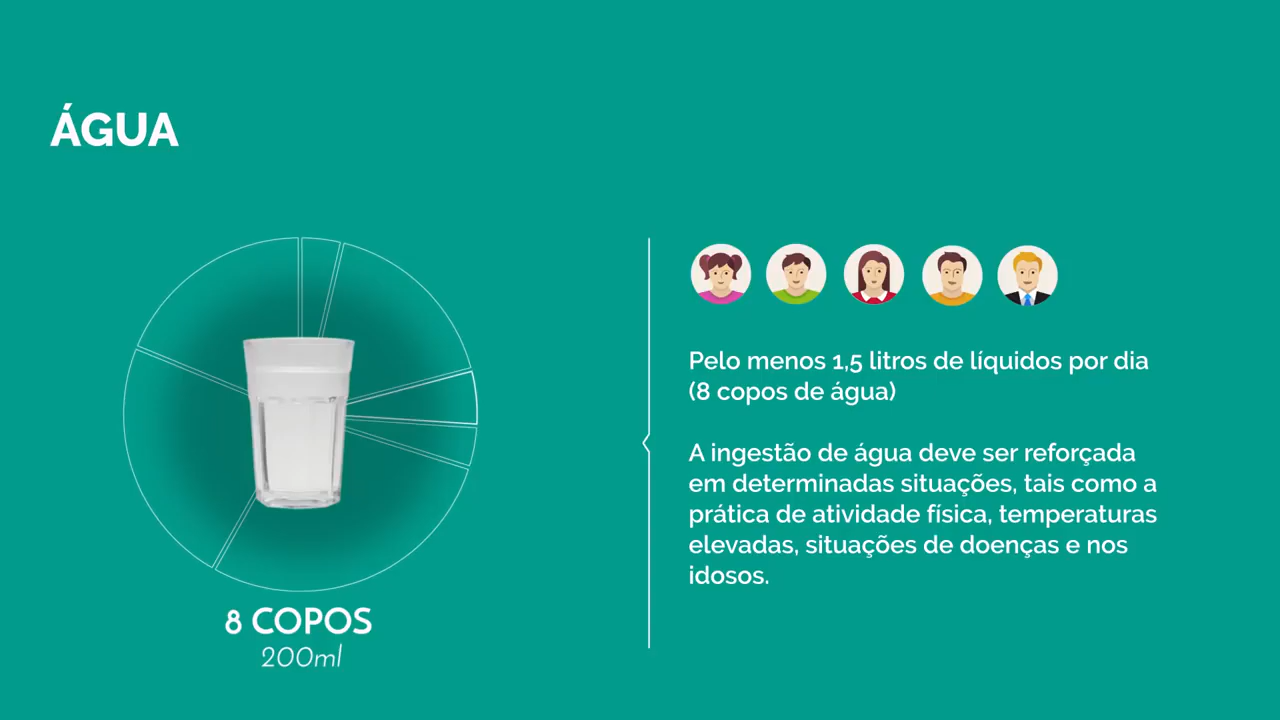 ÁGUA
8 COPOS
200ml
Pelo menos 1,5 litros de líquidos por dia
(8 copos de água)
A ingestão de água deve ser reforçada
em determinadas situações, tais como a
prática de atividade física, temperaturas
elevadas, situações de doenças e nos
idosos.